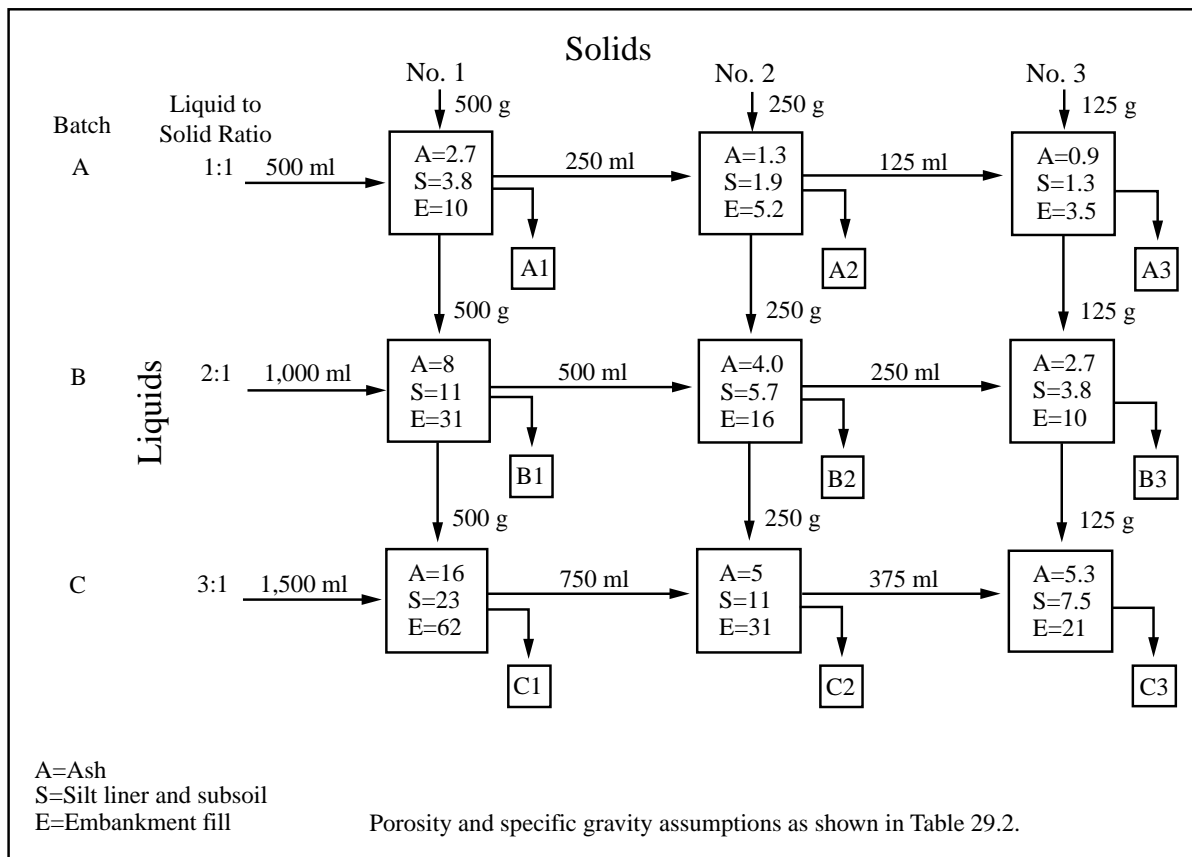 Solids
No. 1 No. 2 No. 3
500 g 250 g 125 g
Batch
Liquid to
Solid Ratio
A 1:1 500 ml
A=2.7
S=3.8
E=10
250 ml
A=1.3
S=1.9
E=5.2
125 ml
A=0.9
S=1.3
E=3.5
A1 A2 A3
500 g 250 g 125 g
Liquids
B 2:1 1,000 ml
A=8
S=11
E=31
500 ml
A=4.0
S=5.7
E=16
250 ml
A=2.7
S=3.8
E=10
B1 B2 B3
500 g 250 g 125 g
C 3:1 1,500 ml
A=16
S=23
E=62
750 ml
A=5
S=11
E=31
375 ml
A=5.3
S=7.5
E=21
C1 C2 C3
A=Ash
S=Silt liner and subsoil
E=Embankment fill
Porosity and specific gravity assumptions as shown in Table 29.2.